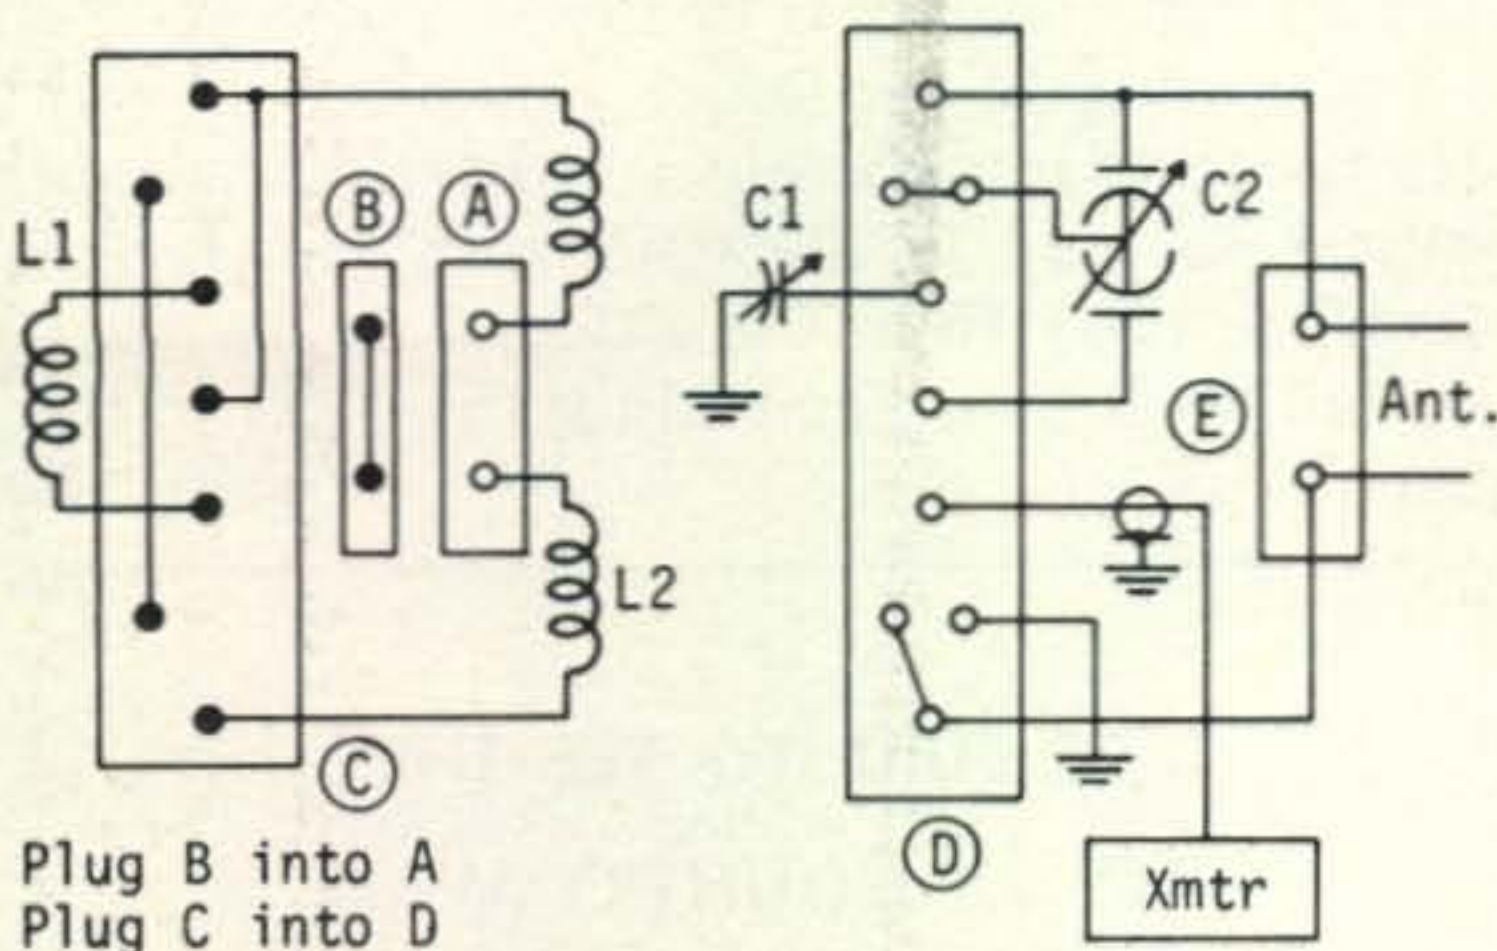 L1
B
A
C1
C2
E
Ant.
L2
C
D
Xmtr
Plug B into A
Plug C into D